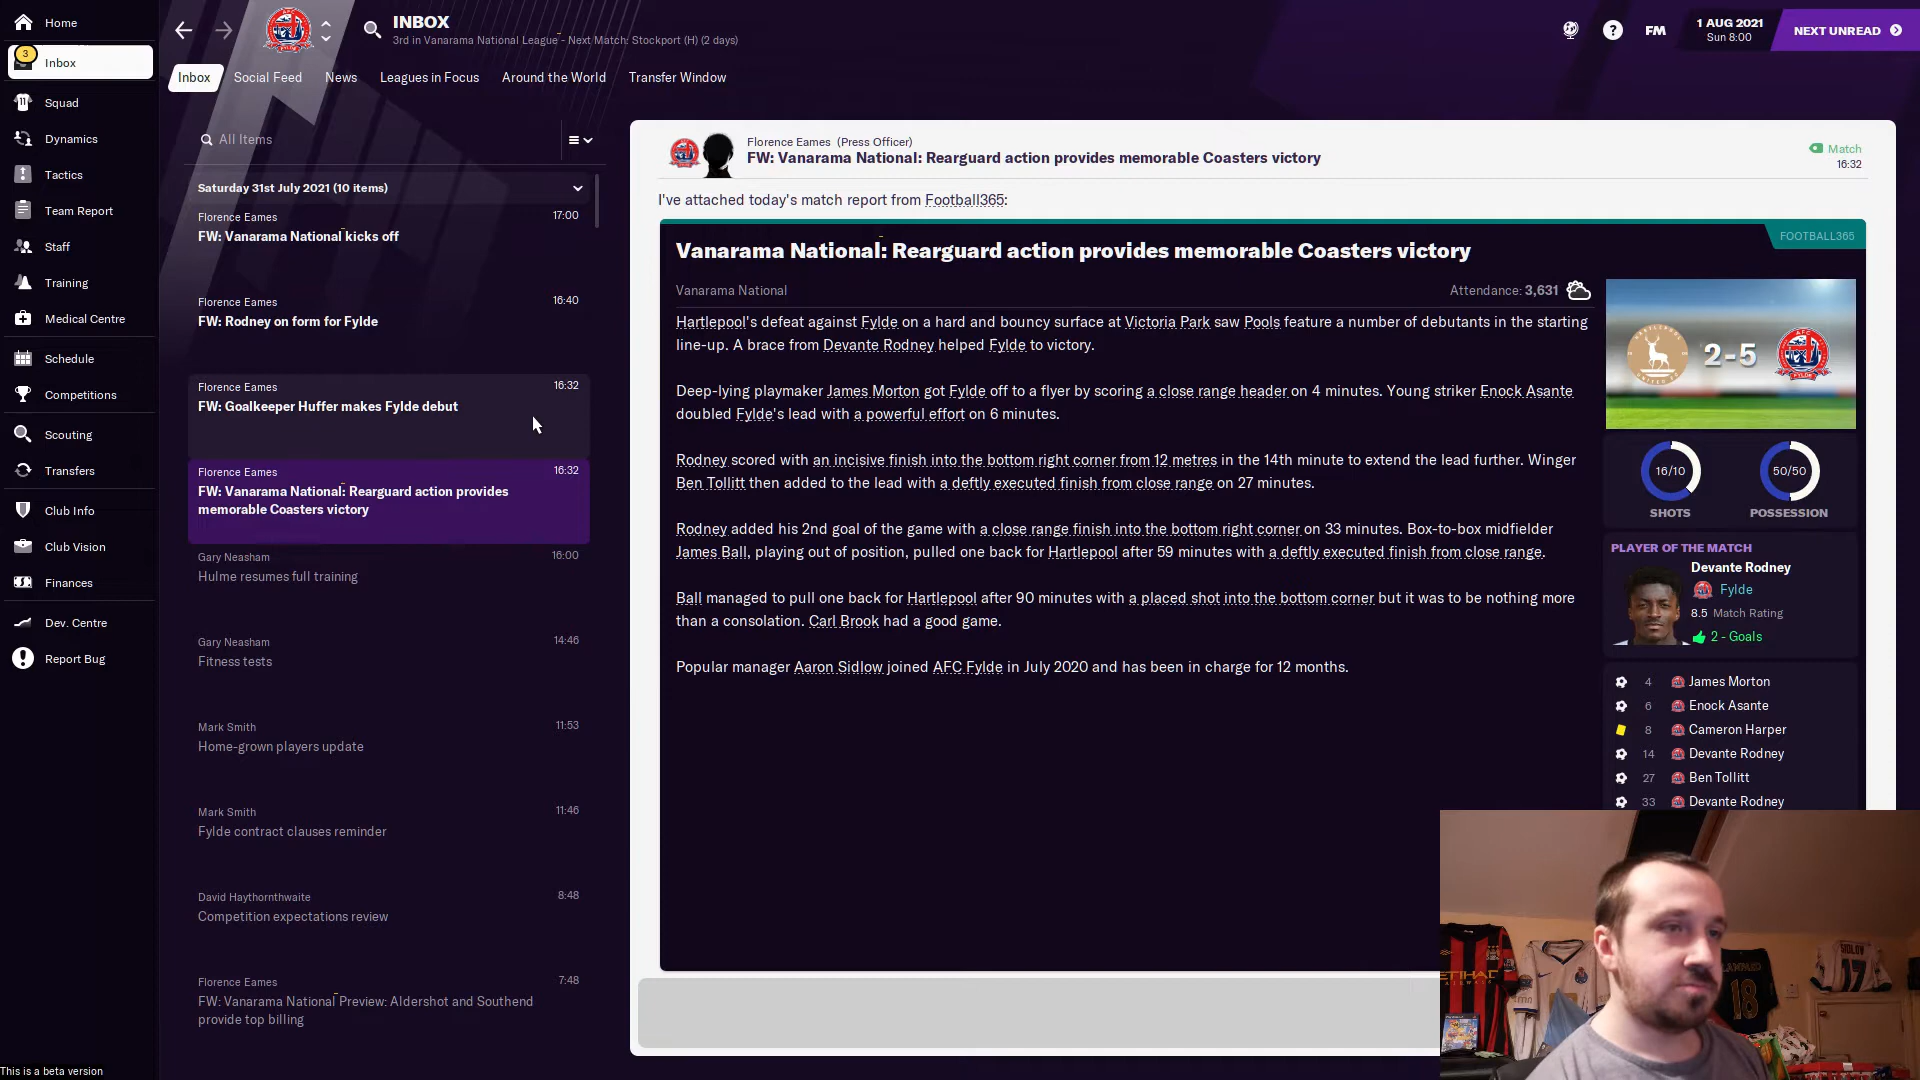 Home
3
Inbox
Squad
Dynamics
Tactics
Team Report
Staff
Training
Medical Centre
Schedule
Competitions
Scouting
Transfers
Club Info
Club Vision
Finances
Dev. Centre
Report Bug
This is a beta version
INBOX
3rd in Vanarama National League - Next Match: Stockport (H) (2 days)
FM
1 AUG 2021
Sun 8:00
NEXT UNREAD
Inbox Social Feed News Leagues in Focus Around the World Transfer Window
All Items
Saturday 31st July 2021 (10 items)
Florence Eames 17:00
FW: Vanarama National kicks off
Florence Eames 16:40
FW: Rodney on form for Fylde
Florence Eames 16:32
FW: Goalkeeper Huffer makes Fylde debut
Florence Eames 16:32
FW: Vanarama National: Rearguard action provides
memorable Coasters victory
Gary Neasham 16:00
Hulme resumes full training
Gary Neasham 14:46
Fitness tests
Mark Smith 11:53
Home-grown players update
Mark Smith 11:46
Fylde contract clauses reminder
David Haythornthwaite 8:48
Competition expectations review
Florence Eames 7:48
FW: Vanarama National Preview: Aldershot and Southend
provide top billing
Florence Eames (Press Officer)
FW: Vanarama National: Rearguard action provides memorable Coasters victory
Match
16:32
I've attached today's match report from Football365:
FOOTBALL365
Vanarama National: Rearguard action provides memorable Coasters victory
Vanarama National Attendance: 3,631
Hartlepool's defeat against Fylde on a hard and bouncy surface at Victoria Park saw Pools feature a number of debutants in the starting
line-up. A brace from Devante Rodney helped Fylde to victory.
Deep-lying playmaker James Morton got Fylde off to a flyer by scoring a close range header on 4 minutes. Young striker Enock Asante
doubled Fylde's lead with a powerful effort on 6 minutes.
Rodney scored with an incisive finish into the bottom right corner from 12 metres in the 14th minute to extend the lead further. Winger
Ben Tollitt then added to the lead with a deftly executed finish from close range on 27 minutes.
Rodney added his 2nd goal of the game with a close range finish into the bottom right corner on 33 minutes. Box-to-box midfielder
James Ball, playing out of position, pulled one back for Hartlepool after 59 minutes with a deftly executed finish from close range.
Ball managed to pull one back for Hartlepool after 90 minutes with a placed shot into the bottom corner but it was to be nothing more
than a consolation. Carl Brook had a good game.
Popular manager Aaron Sidlow joined AFC Fylde in July 2020 and has been in charge for 12 months.
2-5
16/10
50/50
SHOTS
POSSESSION
PLAYER OF THE MATCH
Devante Rodney
Fylde
8.5 Match Rating
2 - Goals
4 James Morton
6 Enock Asante
8 Cameron Harper
14 Devante Rodney
27 Ben Tollitt
33 Devante Rodney
SIDLOW
17
18